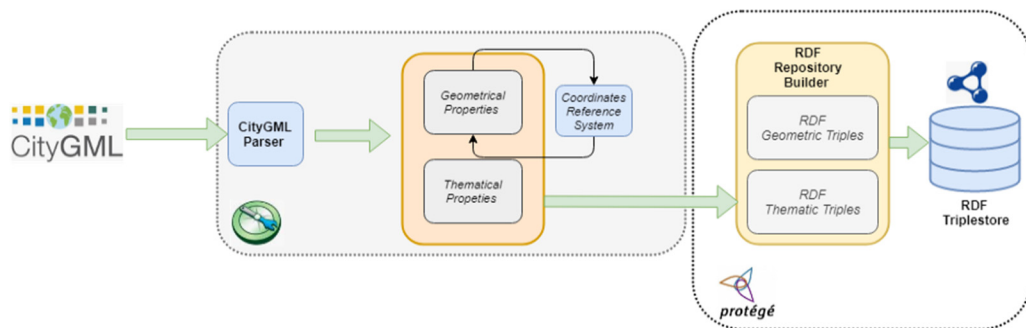 CityGML
CityGML
Parser
Geometrical
Properties
Coordinates
Reference
System
Thematical
Propeties
RDF
Repository
Builder
RDF
Geometric Triples
RDF
Thematic Triples
RDF
Triplestore
protégé